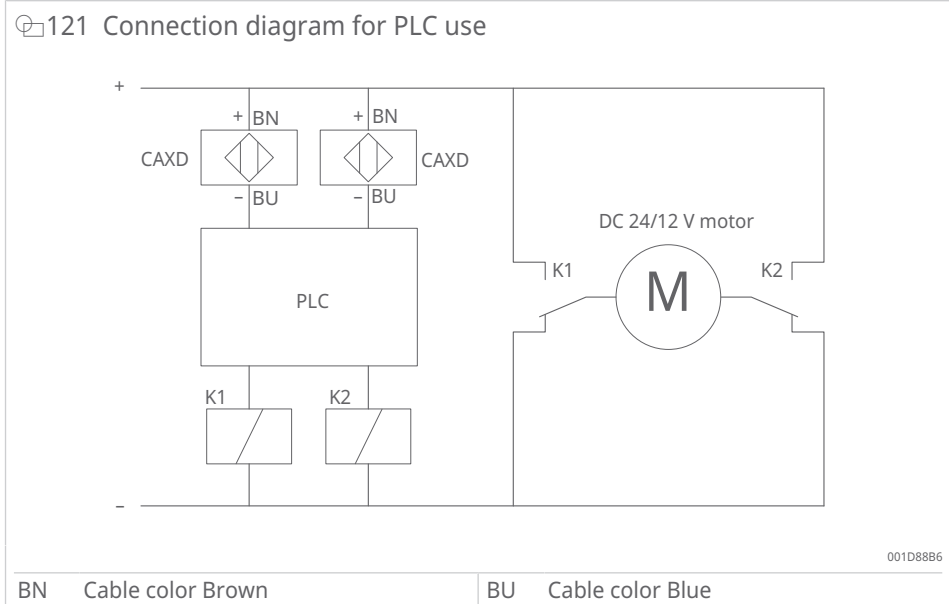 121 Connection diagram for PLC use
+
+ BN + BN
CAXD CAXD
– BU – BU
DC 24/12 V motor
K1 M K2
PLC
K1 K2
–
001D88B6
BN Cable color Brown BU Cable color Blue